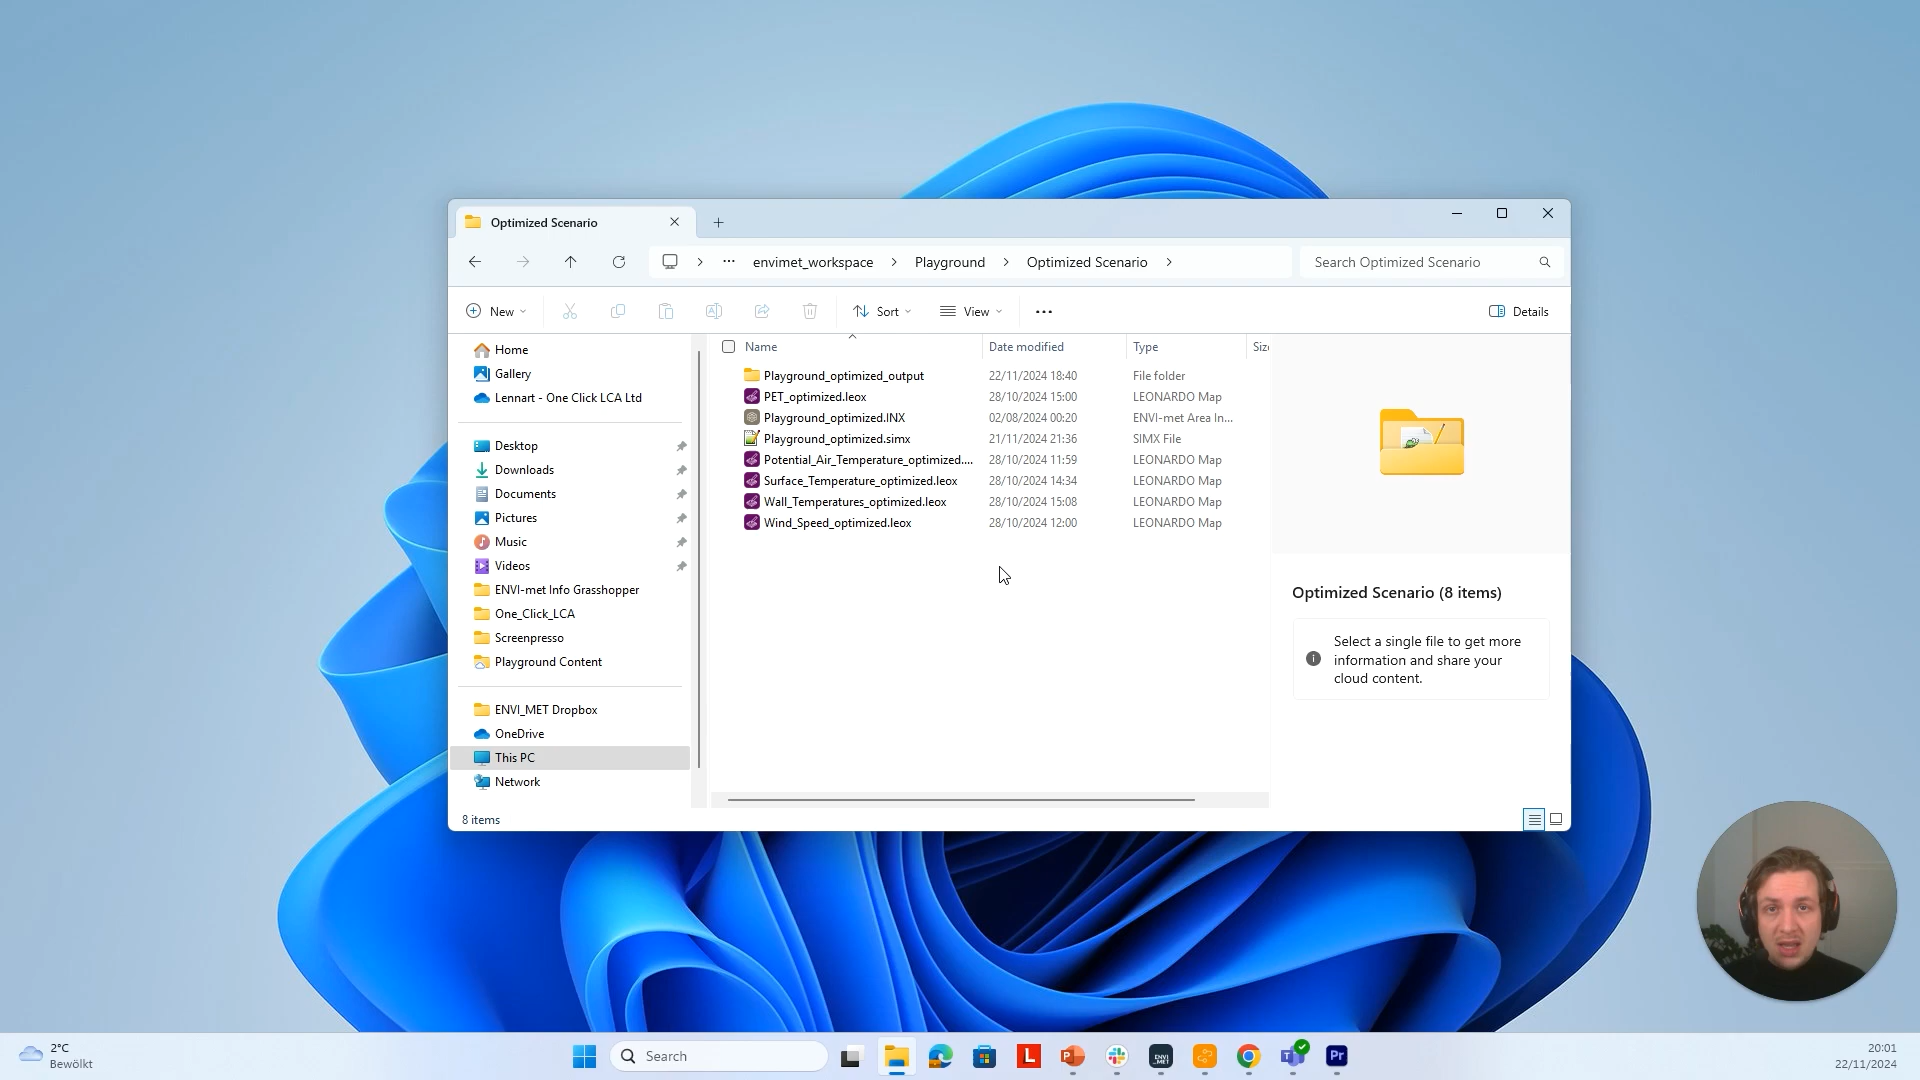 Optimized Scenario
envimet_workspace
Playground
Optimized Scenario
Search Optimized Scenario
New
Sort
View
Details
Home
Gallery
Lennart - One Click LCA Ltd
Desktop
Downloads
Documents
Pictures
Music
Videos
ENVI-met Info Grasshopper
One_Click_LCA
Screenpresso
Playground Content
ENVI_MET Dropbox
OneDrive
This PC
Network
Name Date modified Type Size
Playground_optimized_output 22/11/2024 18:40 File folder
PET_optimized.leox 28/10/2024 15:00 LEONARDO Map
Playground_optimized.INX 02/08/2024 00:20 ENVI-met Area In...
Playground_optimized.simx 21/11/2024 21:36 SIMX File
Potential_Air_Temperature_optimized.... 28/10/2024 11:59 LEONARDO Map
Surface_Temperature_optimized.leox 28/10/2024 14:34 LEONARDO Map
Wall_Temperatures_optimized.leox 28/10/2024 15:08 LEONARDO Map
Wind_Speed_optimized.leox 28/10/2024 12:00 LEONARDO Map
Optimized Scenario (8 items)
Select a single file to get more
information and share your
cloud content.
8 items
2°C
Bewölkt
Search
L
P
ENVI
_MET
T
Pr
20:01
22/11/2024